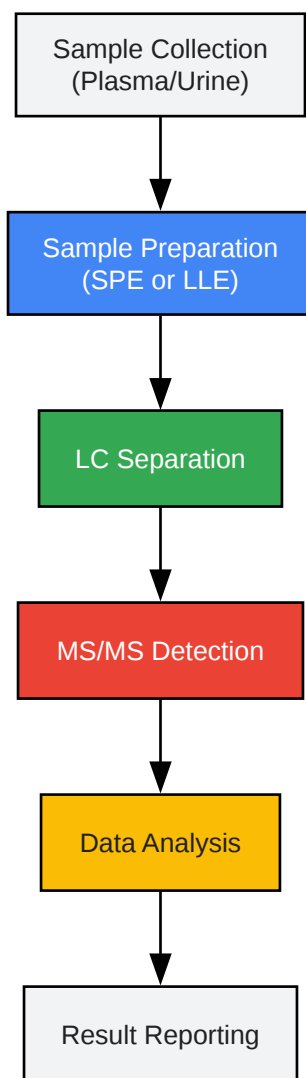 Sample Collection
(Plasma/Urine)
Sample Preparation
(SPE or LLE)
LC Separation
MS/MS Detection
Data Analysis
Result Reporting